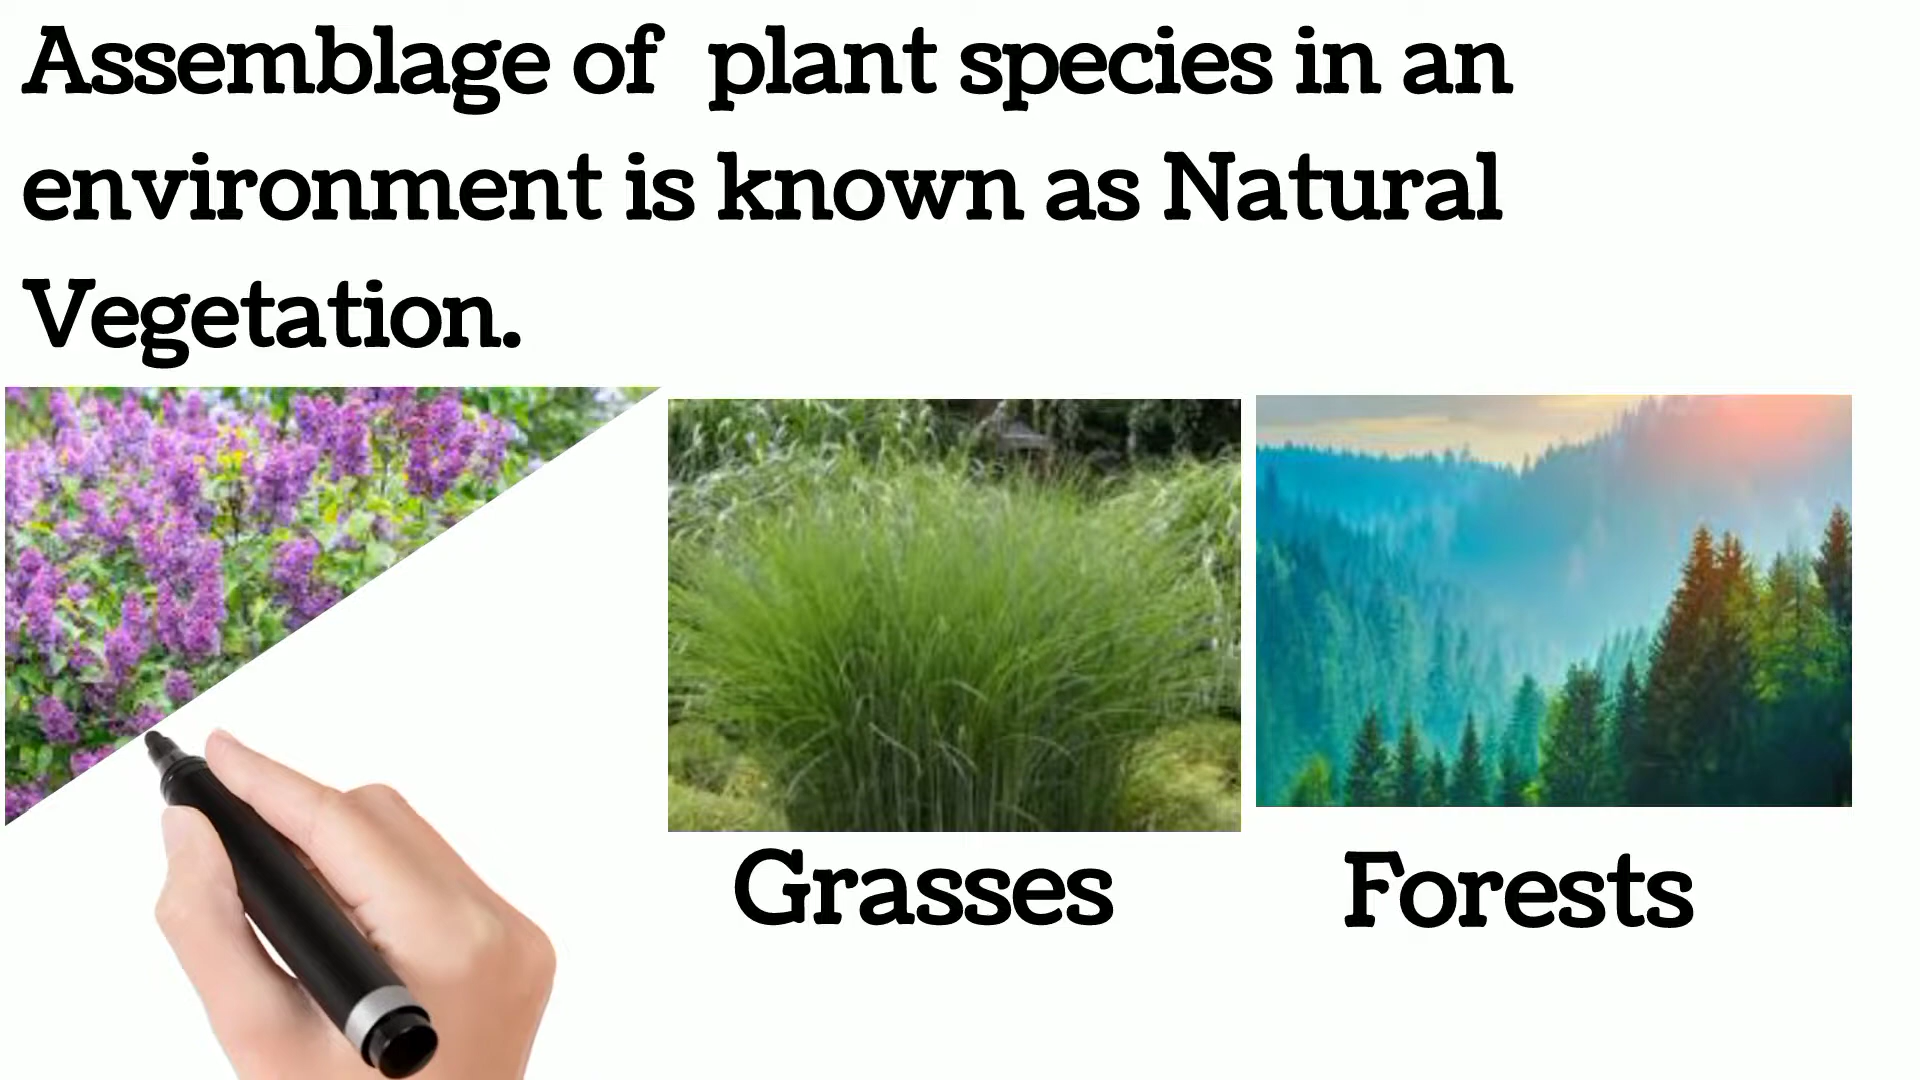 Assemblage of  plant species in an
environment is known as Natural
Vegetation.
Grasses
Forests